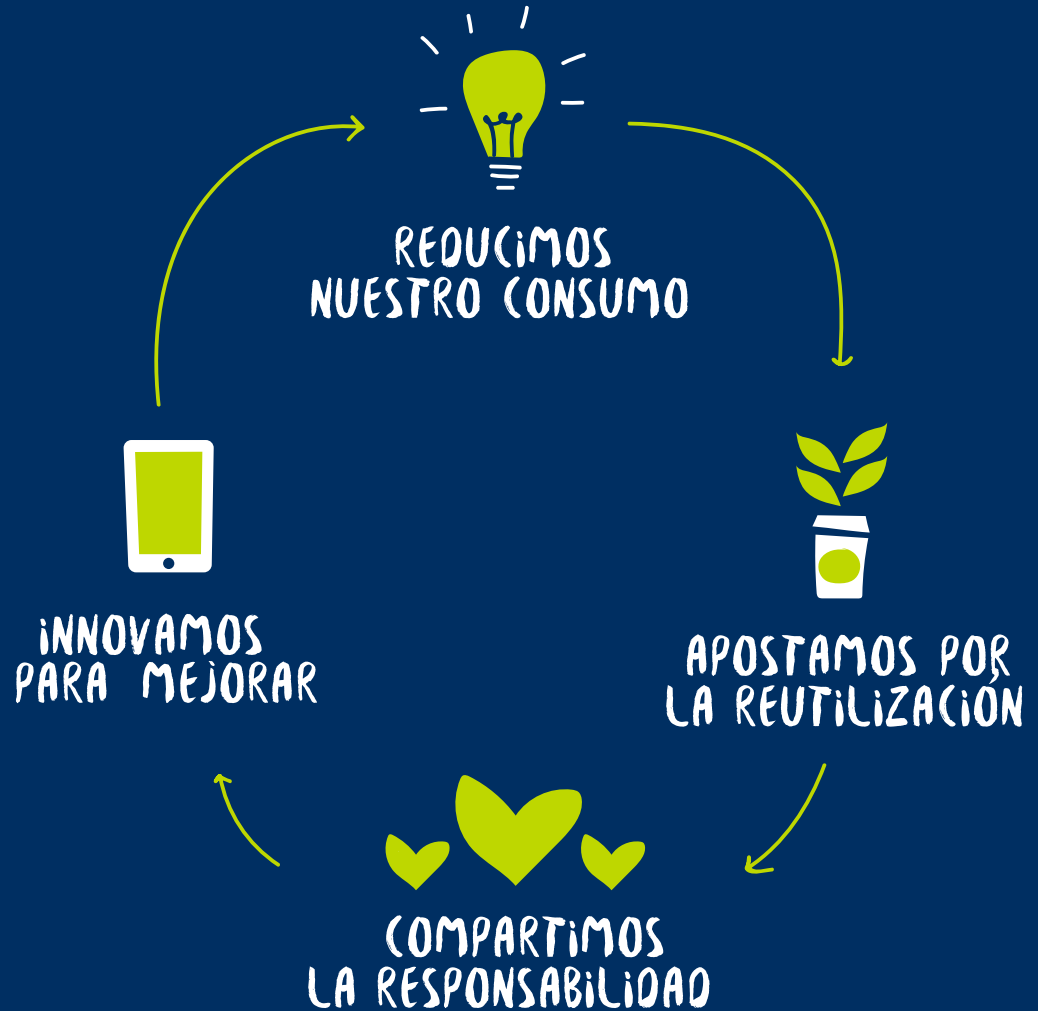 REDUCiMOS
NUESTRO CONSUMO
APOSTAMOS POR
LA REUTiLiZACiÓN
COMPARTiMOS
LA RESPONSABiLiDAD
iNNOVAMOS
PARA MEJORAR